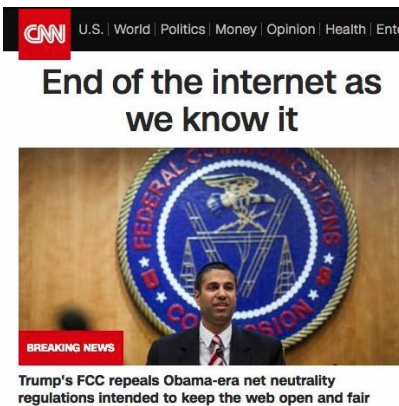 CNN U.S. World Politics Money Opinion Health Ent
End of the internet as
we know it
FEDERAL COMMUNICATIONS
COMMISSION
BREAKING NEWS
Trump's FCC repeals Obama-era net neutrality
regulations intended to keep the web open and fair